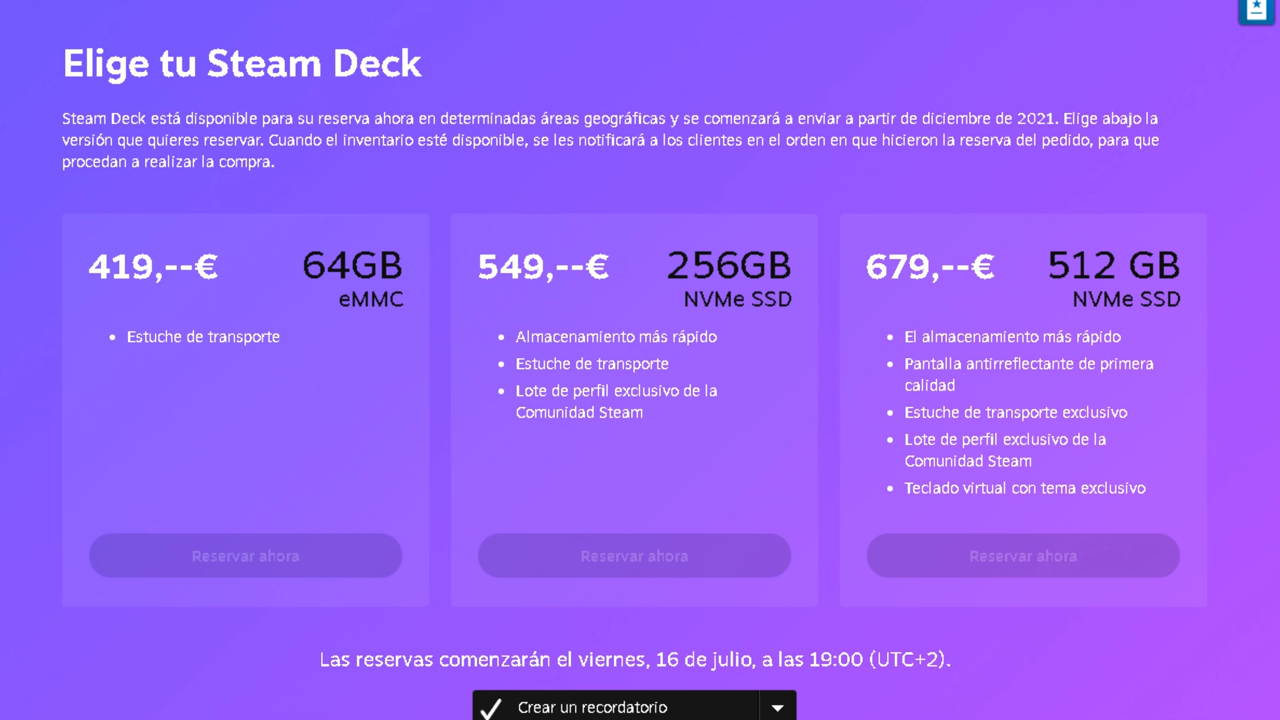 Elige tu Steam Deck
Steam Deck está disponible para su reserva ahora en determinadas áreas geográficas y se comenzará a enviar a partir de diciembre de 2021. Elige abajo la
versión que quieres reservar. Cuando el inventario esté disponible, se les notificará a los clientes en el orden en que hicieron la reserva del pedido, para que
procedan a realizar la compra.
419,--€ 64GB
eMMC
• Estuche de transporte
Reservar ahora
549,--€ 256GB
NVMe SSD
• Almacenamiento más rápido
• Estuche de transporte
• Lote de perfil exclusivo de la
Comunidad Steam
Reservar ahora
679,--€ 512 GB
NVMe SSD
• El almacenamiento más rápido
• Pantalla antirreflectante de primera
calidad
• Estuche de transporte exclusivo
• Lote de perfil exclusivo de la
Comunidad Steam
• Teclado virtual con tema exclusivo
Reservar ahora
Las reservas comenzarán el viernes, 16 de julio, a las 19:00 (UTC+2).
Crear un recordatorio